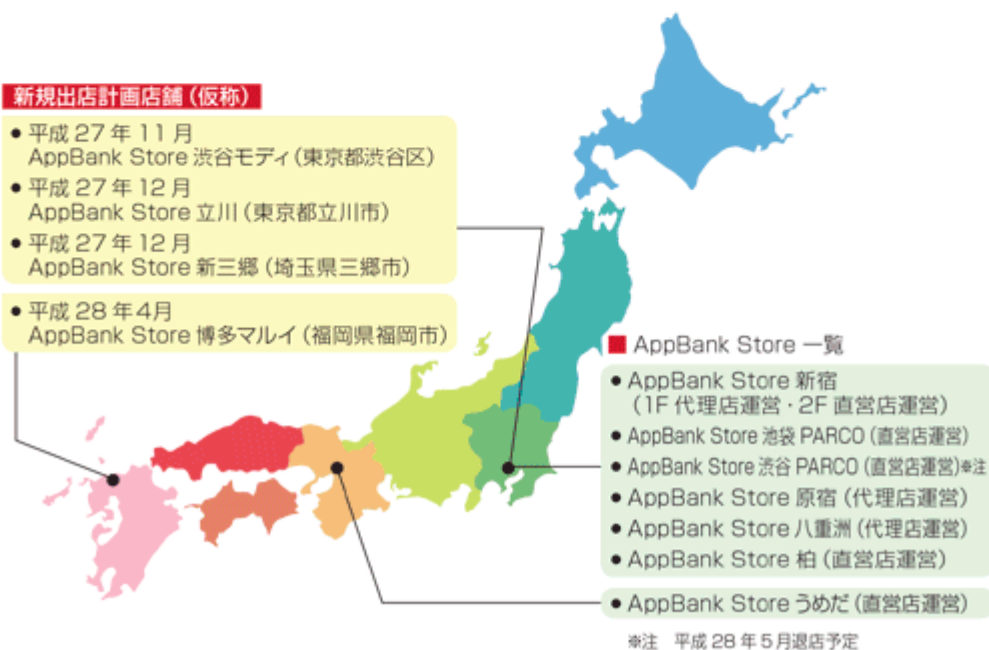 新規出店計画店舗（仮称）
● 平成 27 年 11 月
AppBank Store 渋谷モディ（東京都渋谷区）
● 平成 27 年 12 月
AppBank Store 立川（東京都立川市）
● 平成 27 年 12 月
AppBank Store 新三郷（埼玉県三郷市）
● 平成 28 年 4月
AppBank Store 博多マルイ（福岡県福岡市）
■ AppBank Store 一覧
● AppBank Store 新宿
（1F 代理店運営・2F 直営店運営）
● AppBank Store 池袋 PARCO（直営店運営）
● AppBank Store 渋谷 PARCO（直営店運営）※注
● AppBank Store 原宿（代理店運営）
● AppBank Store 八重洲（代理店運営）
● AppBank Store 柏（直営店運営）
● AppBank Store うめだ（直営店運営）
※注　平成 28 年 5月退店予定